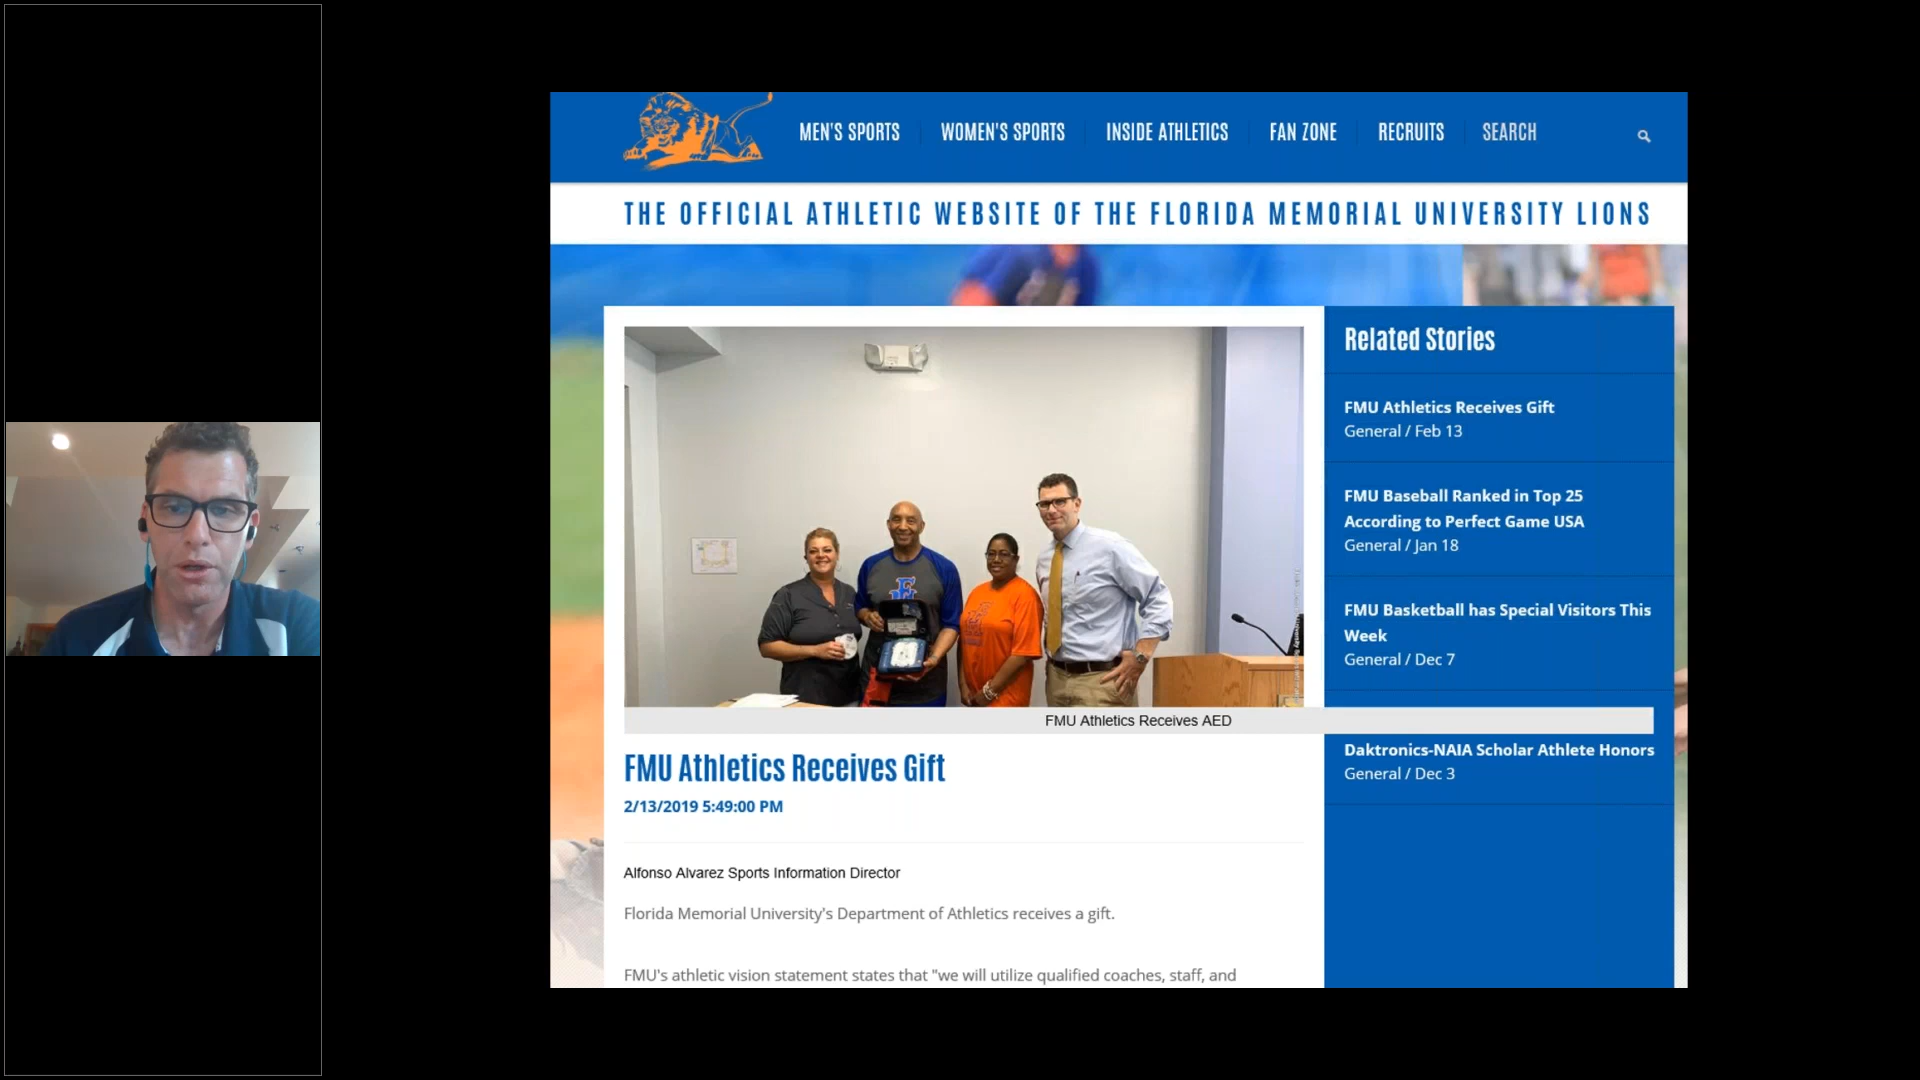 MEN'S SPORTS WOMEN'S SPORTS INSIDE ATHLETICS FAN ZONE RECRUITS SEARCH
THE OFFICIAL ATHLETIC WEBSITE OF THE FLORIDA MEMORIAL UNIVERSITY LIONS
FMU Athletics Receives AED
FMU Athletics Receives Gift
2/13/2019 5:49:00 PM
Alfonso Alvarez Sports Information Director
Florida Memorial University's Department of Athletics receives a gift.
FMU's athletic vision statement states that "we will utilize qualified coaches, staff, and
Related Stories
FMU Athletics Receives Gift
General / Feb 13
FMU Baseball Ranked in Top 25
According to Perfect Game USA
General / Jan 18
FMU Basketball has Special Visitors This
Week
General / Dec 7
Daktronics-NAIA Scholar Athlete Honors
General / Dec 3